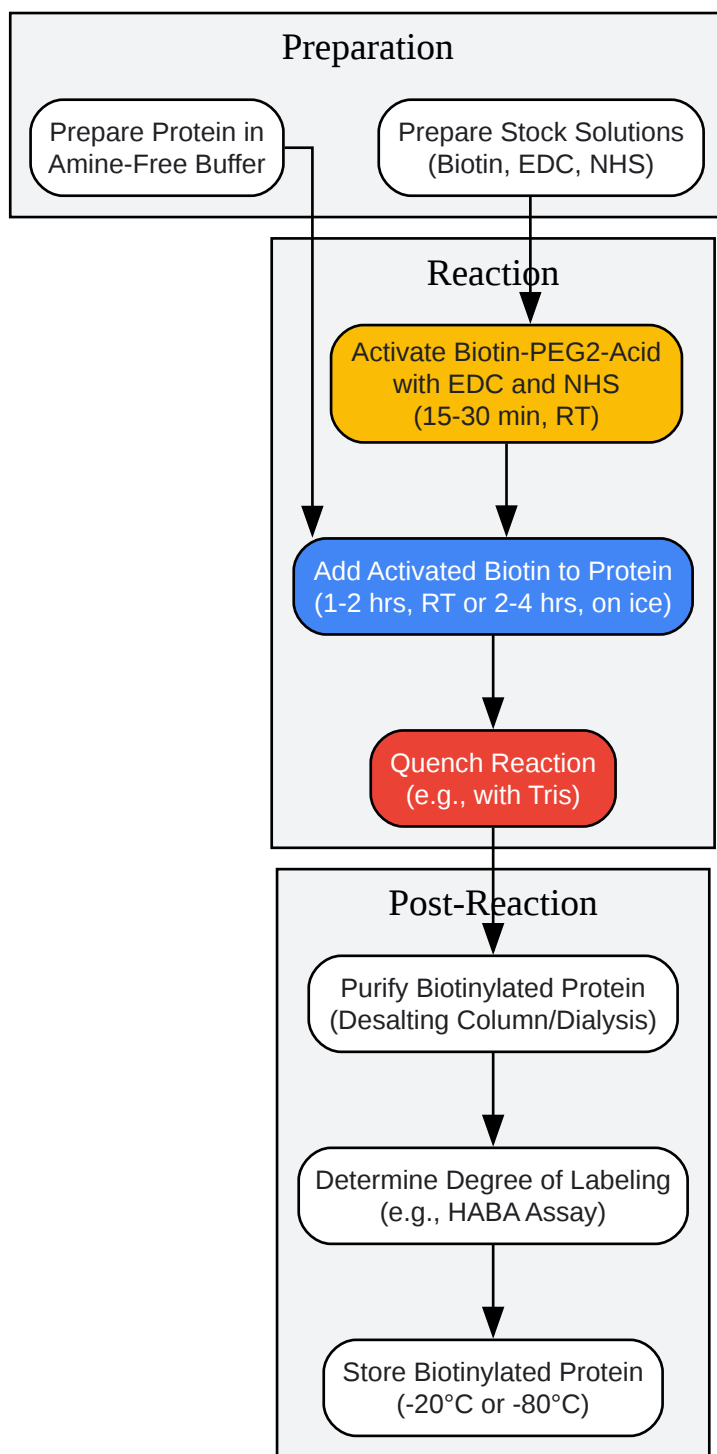 Preparation
Prepare Protein in
Amine-Free Buffer
Prepare Stock Solutions
(Biotin, EDC, NHS)
Reaction
Activate Biotin-PEG2-Acid
with EDC and NHS
(15-30 min, RT)
Add Activated Biotin to Protein
(1-2 hrs, RT or 2-4 hrs, on ice)
Quench Reaction
(e.g., with Tris)
Post-Reaction
Purify Biotinylated Protein
(Desalting Column/Dialysis)
Determine Degree of Labeling
(e.g., HABA Assay)
Store Biotinylated Protein
(-20°C or -80°C)